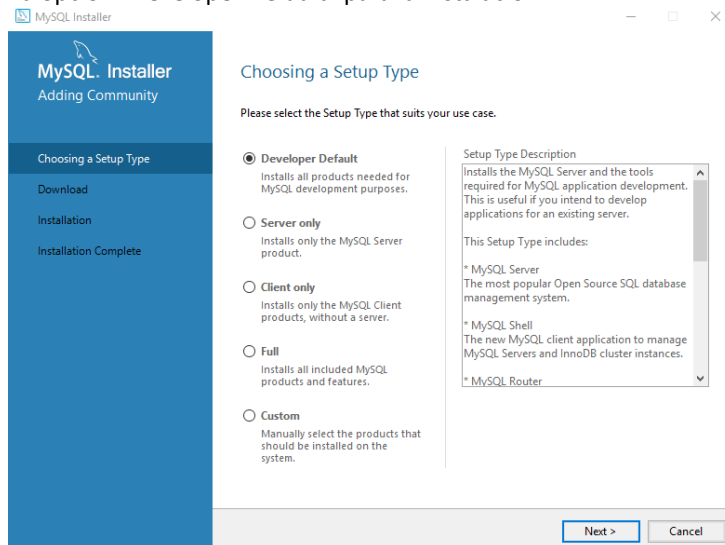 MySQL Installer
MySQL. Installer
Adding Community
Choosing a Setup Type
Download
Installation
Installation Complete
Choosing a Setup Type
Please select the Setup Type that suits your use case.
Developer Default
Installs all products needed for
MySQL development purposes.
Server only
Installs only the MySQL Server
product.
Client only
Installs only the MySQL Client
products, without a server.
Full
Installs all included MySQL
products and features.
Custom
Manually select the products that
should be installed on the
system.
Setup Type Description
Installs the MySQL Server and the tools
required for MySQL application development.
This is useful if you intend to develop
applications for an existing server.
This Setup Type includes:
* MySQL Server
The most popular Open Source SQL database
management system.
* MySQL Shell
The new MySQL client application to manage
MySQL Servers and InnoDB cluster instances.
* MySQL Router
Next >
Cancel